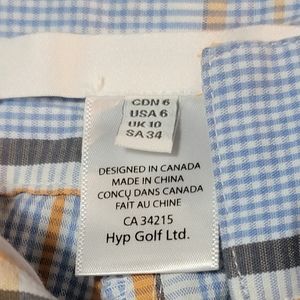 CDN 6
USA 6
UK 10
SA 34
DESIGNED IN CANADA
MADE IN CHINA
CONÇU DANS CANADA
FAIT AU CHINE
CA 34215
Hyp Golf Ltd.